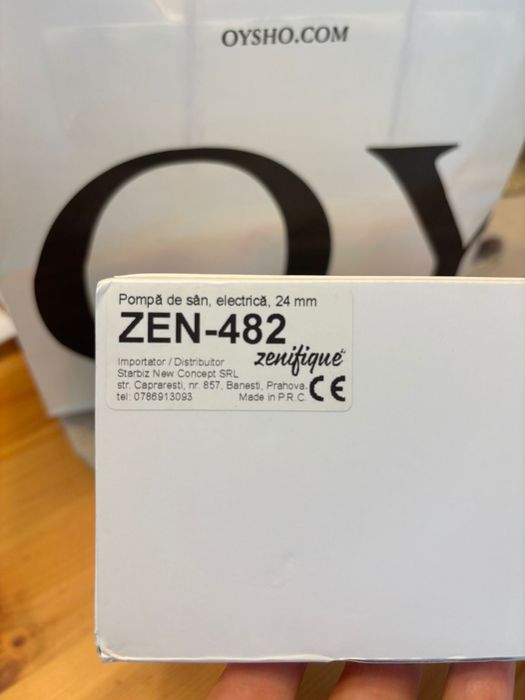 OYSHO.COM
OY
Pompă de sân, electrică, 24 mm
ZEN-482
zenifique
Importator / Distribuitor
Starbiz New Concept SRL
str. Capraresti, nr. 857, Banesti, Prahova.
tel: 0786913093 Made in P.R.C.
CE